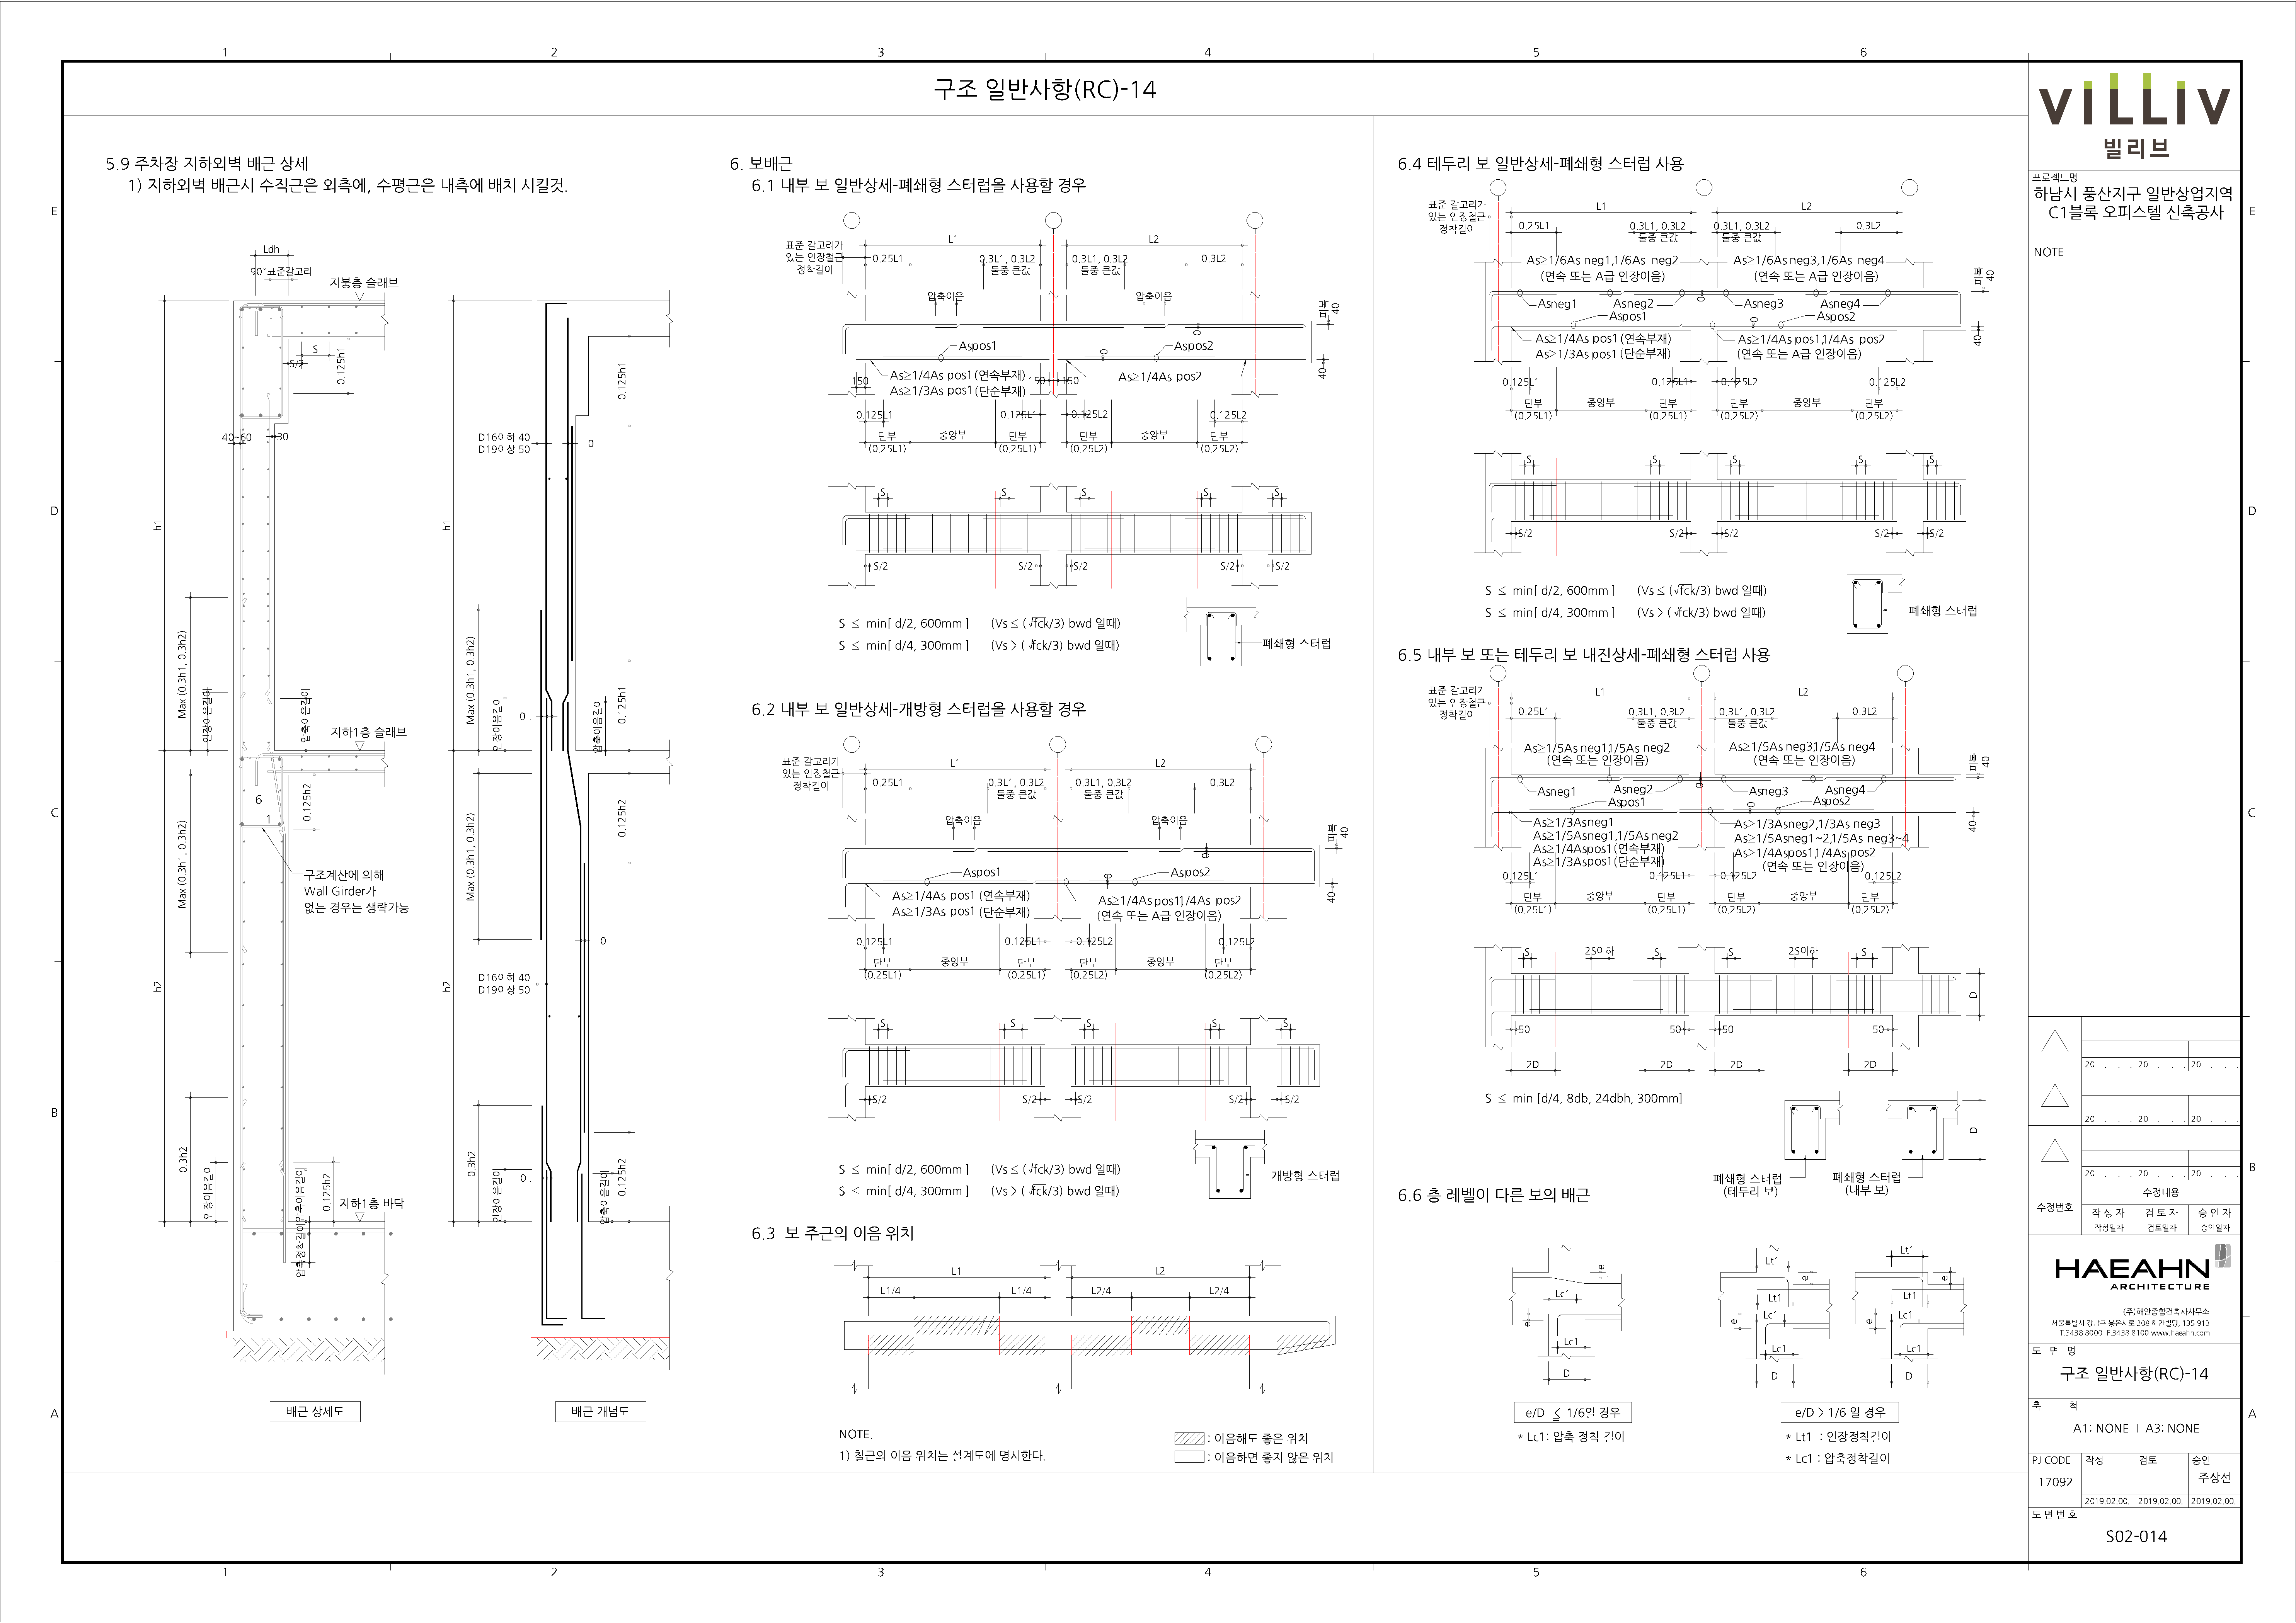 구조 일반사항(RC)-14
5.9 주차장 지하외벽 배근 상세
1) 지하외벽 배근시 수직근은 외측에, 수평근은 내측에 배치 시킬것.
Ldh
90°표준갈고리
지붕층 슬래브
S
S/2
0.125h1
40~60
30
h1
Max (0.3h1, 0.3h2)
인장이음길이
압축이음길이
지하1층 슬래브
6
1
0.125h2
Max (0.3h1, 0.3h2)
구조계산에 의해
Wall Girder가
없는 경우는 생략가능
h2
0.3h2
인장이음길이
압축이음길이
압축정착길이
0.125h2
지하1층 바닥
배근 상세도
h1
0.125h1
D16이하 40
D19이상 50
0
Max (0.3h1, 0.3h2)
인장이음길이
0 .
압축이음길이
0.125h1
Max (0.3h1, 0.3h2)
0.125h2
0
D16이하 40
D19이상 50
h2
0.3h2
인장이음길이
0 .
압축이음길이
0.125h2
배근 개념도
6. 보배근
6.1 내부 보 일반상세-폐쇄형 스터럽을 사용할 경우
표준 갈고리가
있는 인장철근
정착길이
L1
L2
0.25L1
0.3L1, 0.3L2
둘중 큰값
0.3L1, 0.3L2
둘중 큰값
0.3L2
압축이음
압축이음
피복
40
Aspos1
Aspos2
40
As≥1/4As pos1 (연속부재)
As≥1/3As pos1 (단순부재)
As≥1/4As pos2
150
150
150
0.125L1
0.125L1
0.125L2
0.125L2
단부
중앙부
단부
단부
중앙부
단부
(0.25L1)
(0.25L1)
(0.25L2)
(0.25L2)
S
S
S
S
S
S/2
S/2
S/2
S/2
S/2
S ≤ min[ d/2, 600mm ] (Vs ≤ (√fck/3) bwd 일때)
S ≤ min[ d/4, 300mm ] (Vs > ( √fck/3) bwd 일때)
폐쇄형 스터럽
6.2 내부 보 일반상세-개방형 스터럽을 사용할 경우
표준 갈고리가
있는 인장철근
정착길이
L1
L2
0.25L1
0.3L1, 0.3L2
둘중 큰값
0.3L1, 0.3L2
둘중 큰값
0.3L2
압축이음
압축이음
피복
40
Aspos1
Aspos2
40
As≥1/4As pos1 (연속부재)
As≥1/3As pos1 (단순부재)
As≥1/4As pos1,1/4As pos2
(연속 또는 A급 인장이음)
0.125L1
0.125L1
0.125L2
0.125L2
단부
중앙부
단부
단부
중앙부
단부
(0.25L1)
(0.25L1)
(0.25L2)
(0.25L2)
S
S
S
S
S
S/2
S/2
S/2
S/2
S/2
S ≤ min[ d/2, 600mm ] (Vs ≤ (√fck/3) bwd 일때)
S ≤ min[ d/4, 300mm ] (Vs > ( √fck/3) bwd 일때)
개방형 스터럽
6.3 보 주근의 이음 위치
L1
L2
L1/4
L1/4
L2/4
L2/4
NOTE.
1) 철근의 이음 위치는 설계도에 명시한다.
: 이음해도 좋은 위치
: 이음하면 좋지 않은 위치
6.4 테두리 보 일반상세-폐쇄형 스터럽 사용
표준 갈고리가
있는 인장철근
정착길이
L1
L2
0.25L1
0.3L1, 0.3L2
둘중 큰값
0.3L1, 0.3L2
둘중 큰값
0.3L2
As≥1/6As neg1,1/6As neg2
(연속 또는 A급 인장이음)
As≥1/6As neg3,1/6As neg4
(연속 또는 A급 인장이음)
피복
40
Asneg1
Asneg2
Asneg3
Asneg4
Aspos1
Aspos2
40
As≥1/4As pos1 (연속부재)
As≥1/3As pos1 (단순부재)
As≥1/4As pos1,1/4As pos2
(연속 또는 A급 인장이음)
0.125L1
0.125L1
0.125L2
0.125L2
단부
중앙부
단부
단부
중앙부
단부
(0.25L1)
(0.25L1)
(0.25L2)
(0.25L2)
S
S
S
S
S
S/2
S/2
S/2
S/2
S/2
S ≤ min[ d/2, 600mm ] (Vs ≤ (√fck/3) bwd 일때)
S ≤ min[ d/4, 300mm ] (Vs > ( √fck/3) bwd 일때)
폐쇄형 스터럽
6.5 내부 보 또는 테두리 보 내진상세-폐쇄형 스터럽 사용
표준 갈고리가
있는 인장철근
정착길이
L1
L2
0.25L1
0.3L1, 0.3L2
둘중 큰값
0.3L1, 0.3L2
둘중 큰값
0.3L2
As≥1/5As neg1,1/5As neg2
(연속 또는 인장이음)
As≥1/5As neg3,1/5As neg4
(연속 또는 인장이음)
피복
40
Asneg1
Asneg2
Asneg3
Asneg4
Aspos1
Aspos2
40
As≥1/3Asneg1
As≥1/5Asneg1,1/5As neg2
As≥1/4Aspos1(연속부재)
As≥1/3Aspos1(단순부재)
As≥1/3Asneg2,1/3As neg3
As≥1/5Asneg1~2,1/5As neg3~4
As≥1/4Aspos1,1/4As pos2
(연속 또는 인장이음)
0.125L1
0.125L1
0.125L2
0.125L2
단부
중앙부
단부
단부
중앙부
단부
(0.25L1)
(0.25L1)
(0.25L2)
(0.25L2)
S
2S이하
S
S
2S이하
S
D
50
50
50
50
2D
2D
2D
2D
S ≤ min [d/4, 8db, 24dbh, 300mm]
D
폐쇄형 스터럽
(테두리 보)
폐쇄형 스터럽
(내부 보)
6.6 층 레벨이 다른 보의 배근
e
Lc1
e
Lc1
D
e/D ≤ 1/6일 경우
* Lc1: 압축 정착 길이
Lt1
e
Lt1
Lc1
e
Lc1
D
Lt1
e
Lt1
Lc1
e
Lc1
D
e/D > 1/6 일 경우
* Lt1 : 인장정착길이
* Lc1 : 압축정착길이
VILLIV
빌리브
프로젝트명
하남시 풍산지구 일반상업지역
C1블록 오피스텔 신축공사
NOTE
20 . . .
20 . . .
20 . . .
20 . . .
20 . . .
20 . . .
20 . . .
20 . . .
20 . . .
수정번호
수정내용
작 성 자
검 토 자
승 인 자
작성일자
검토일자
승인일자
HAEAHN
ARCHITECTURE
(주)해안종합건축사사무소
서울특별시 강남구 봉은사로 208 해안빌딩, 135-913
T.3438 8000 F.3438 8100 www.haeahn.com
도 면 명
구조 일반사항(RC)-14
축 척
A1: NONE I A3: NONE
PJ CODE
17092
작성
검토
승인
주상선
2019.02.00.
2019.02.00.
2019.02.00.
도 면 번 호
S02-014
1
2
3
4
5
6
1
2
3
4
5
6
E
D
C
B
A
E
D
C
B
A